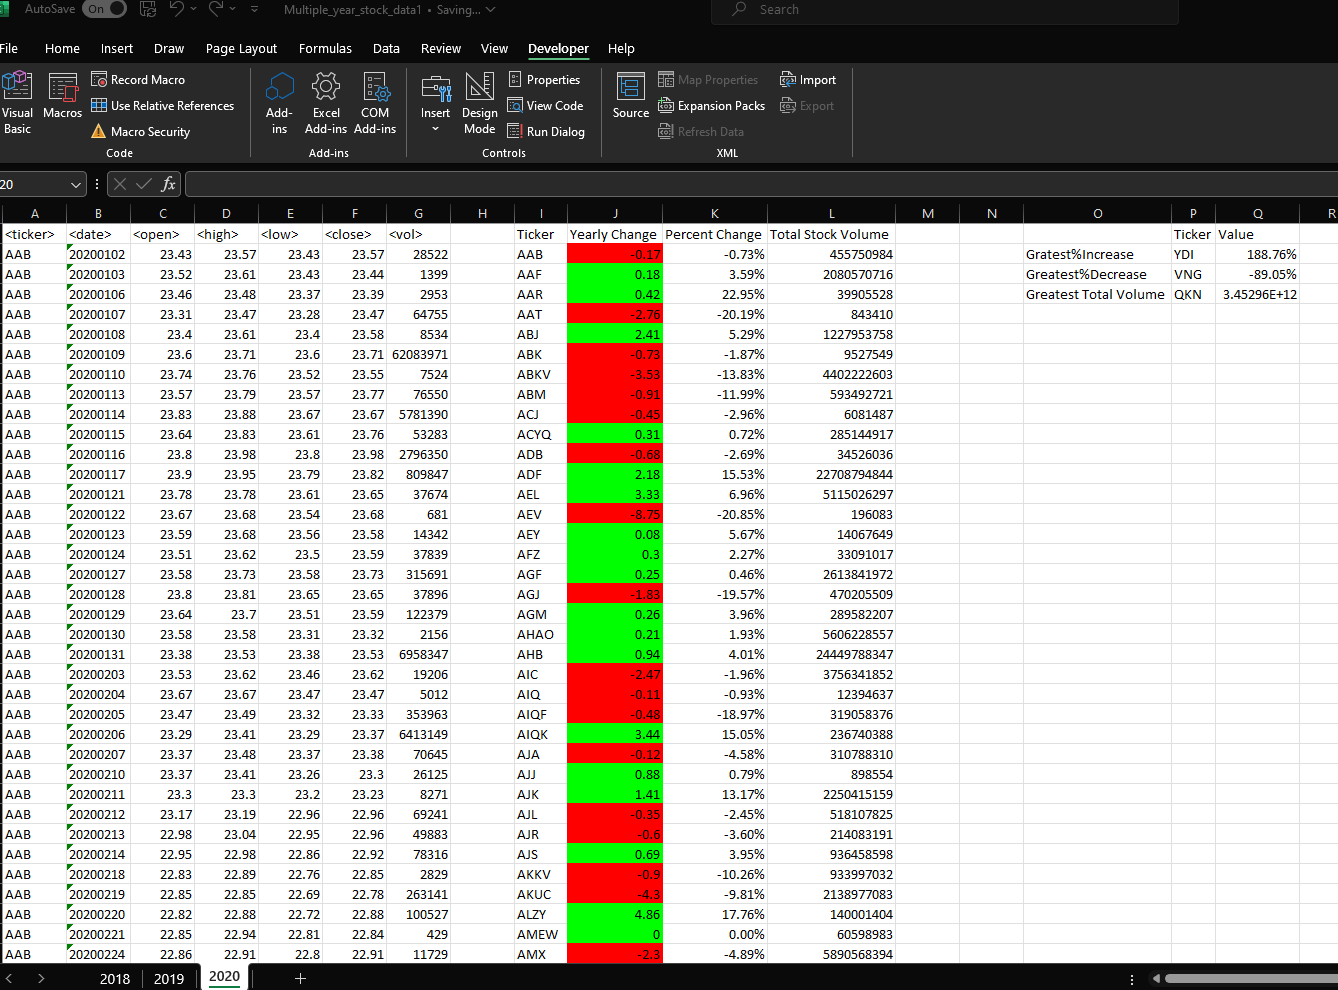 AutoSave On Multiple_year_stock_data1 • Saving... Search
File Home Insert Draw Page Layout Formulas Data Review View Developer Help
Visual Basic Macros Record Macro Use Relative References Macro Security Code
Add-ins Excel Add-ins COM Add-ins Add-ins
Insert Design Mode Properties View Code Run Dialog Controls
Source Map Properties Expansion Packs Refresh Data Import Export XML
20 fx
A B C D E F G H I J K L M N O P Q R
<ticker> <date> <open> <high> <low> <close> <vol> Ticker Yearly Change Percent Change Total Stock Volume Ticker Value
AAB 20200102 23.43 23.57 23.43 23.57 28522 AAB -0.17 -0.73% 455750984 Gratest%Increase YDI 188.76%
AAB 20200103 23.52 23.61 23.43 23.44 1399 AAF 0.18 3.59% 2080570716 Greatest%Decrease VNG -89.05%
AAB 20200106 23.46 23.48 23.37 23.39 2953 AAR 0.42 22.95% 39905528 Greatest Total Volume QKN 3.45296E+12
AAB 20200107 23.31 23.47 23.28 23.47 64755 AAT -2.76 -20.19% 843410
AAB 20200108 23.4 23.61 23.4 23.58 8534 ABJ 2.41 5.29% 1227953758
AAB 20200109 23.6 23.71 23.6 23.71 62083971 ABK -0.73 -1.87% 9527549
AAB 20200110 23.74 23.76 23.52 23.55 7524 ABKV -3.53 -13.83% 4402222603
AAB 20200113 23.57 23.79 23.57 23.77 76550 ABM -0.91 -11.99% 593492721
AAB 20200114 23.83 23.88 23.67 23.67 5781390 ACJ -0.45 -2.96% 6081487
AAB 20200115 23.64 23.83 23.61 23.76 53283 ACYQ 0.31 0.72% 285144917
AAB 20200116 23.8 23.98 23.8 23.98 2796350 ADB -0.68 -2.69% 34526036
AAB 20200117 23.9 23.95 23.79 23.82 809847 ADF 2.18 15.53% 22708794844
AAB 20200121 23.78 23.78 23.61 23.65 37674 AEL 3.33 6.96% 5115026297
AAB 20200122 23.67 23.68 23.54 23.68 681 AEV -8.75 -20.85% 196083
AAB 20200123 23.59 23.68 23.56 23.58 14342 AEY 0.08 5.67% 14067649
AAB 20200124 23.51 23.62 23.5 23.59 37839 AFZ 0.3 2.27% 33091017
AAB 20200127 23.58 23.73 23.58 23.73 315691 AGF 0.25 0.46% 2613841972
AAB 20200128 23.8 23.81 23.65 23.65 37896 AGJ -1.83 -19.57% 470205509
AAB 20200129 23.64 23.7 23.51 23.59 122379 AGM 0.26 3.96% 289582207
AAB 20200130 23.58 23.58 23.31 23.32 2156 AHAO 0.21 1.93% 5606228557
AAB 20200131 23.38 23.53 23.38 23.53 6958347 AHB 0.94 4.01% 24449788347
AAB 20200203 23.53 23.62 23.46 23.62 19206 AIC -2.47 -1.96% 3756341852
AAB 20200204 23.67 23.67 23.47 23.47 5012 AIQ -0.11 -0.93% 12394637
AAB 20200205 23.47 23.49 23.32 23.33 353963 AIQF -0.48 -18.97% 319058376
AAB 20200206 23.29 23.41 23.29 23.37 6413149 AIQK 3.44 15.05% 236740388
AAB 20200207 23.37 23.48 23.37 23.38 70645 AJA -0.12 -4.58% 310788310
AAB 20200210 23.37 23.41 23.26 23.3 26125 AJJ 0.88 0.79% 898554
AAB 20200211 23.3 23.3 23.2 23.23 8271 AJK 1.41 13.17% 2250415159
AAB 20200212 23.17 23.19 22.96 22.96 69241 AJL -0.35 -2.45% 518107825
AAB 20200213 22.98 23.04 22.95 22.96 49883 AJR -0.6 -3.60% 214083191
AAB 20200214 22.95 22.98 22.86 22.92 78316 AJS 0.69 3.95% 936458598
AAB 20200218 22.83 22.89 22.76 22.85 2829 AKKV -0.9 -10.26% 933997032
AAB 20200219 22.85 22.85 22.69 22.78 263141 AKUC -4.3 -9.81% 2138977083
AAB 20200220 22.82 22.88 22.72 22.88 100527 ALZY 4.86 17.76% 140001404
AAB 20200221 22.85 22.94 22.81 22.84 429 AMEW 0 0.00% 60598983
AAB 20200224 22.86 22.91 22.8 22.91 11729 AMX -2.3 -4.89% 5890568394
2018 2019 2020